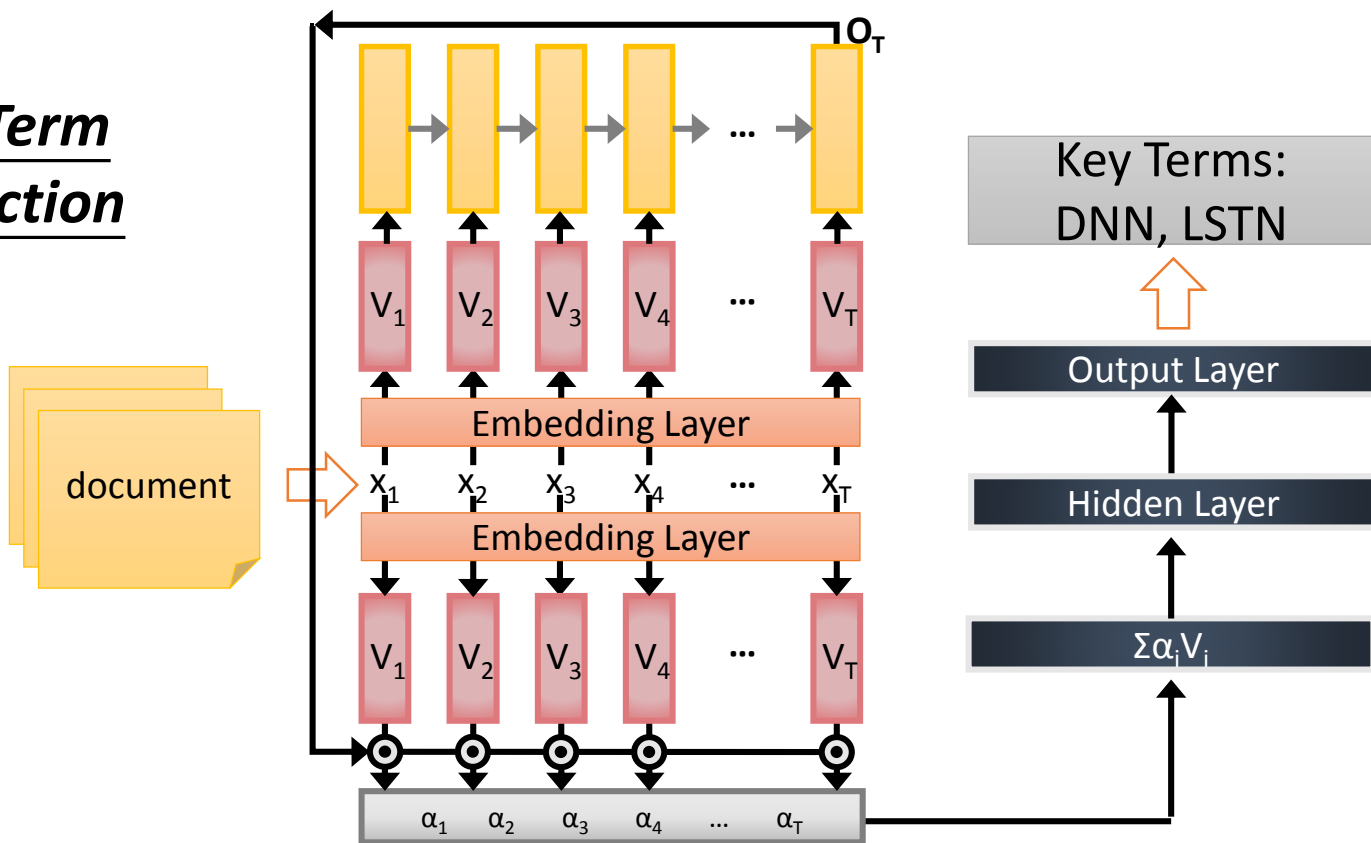 Term
ction
O_T
V_1 V_2 V_3 V_4 ... V_T
Embedding Layer
document
x_1 x_2 x_3 x_4 ... x_T
Embedding Layer
V_1 V_2 V_3 V_4 ... V_T
α_1 α_2 α_3 α_4 ... α_T
Key Terms:
DNN, LSTN
Output Layer
Hidden Layer
Σα_iV_i
...